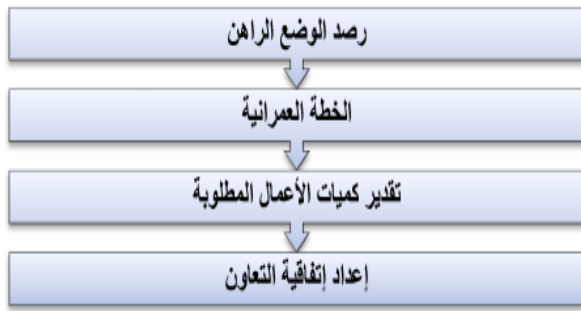 رصد الوضع الراهن
الخطة العمرانية
تقدير كميات الأعمال المطلوبة
إعداد إتفاقية التعاون